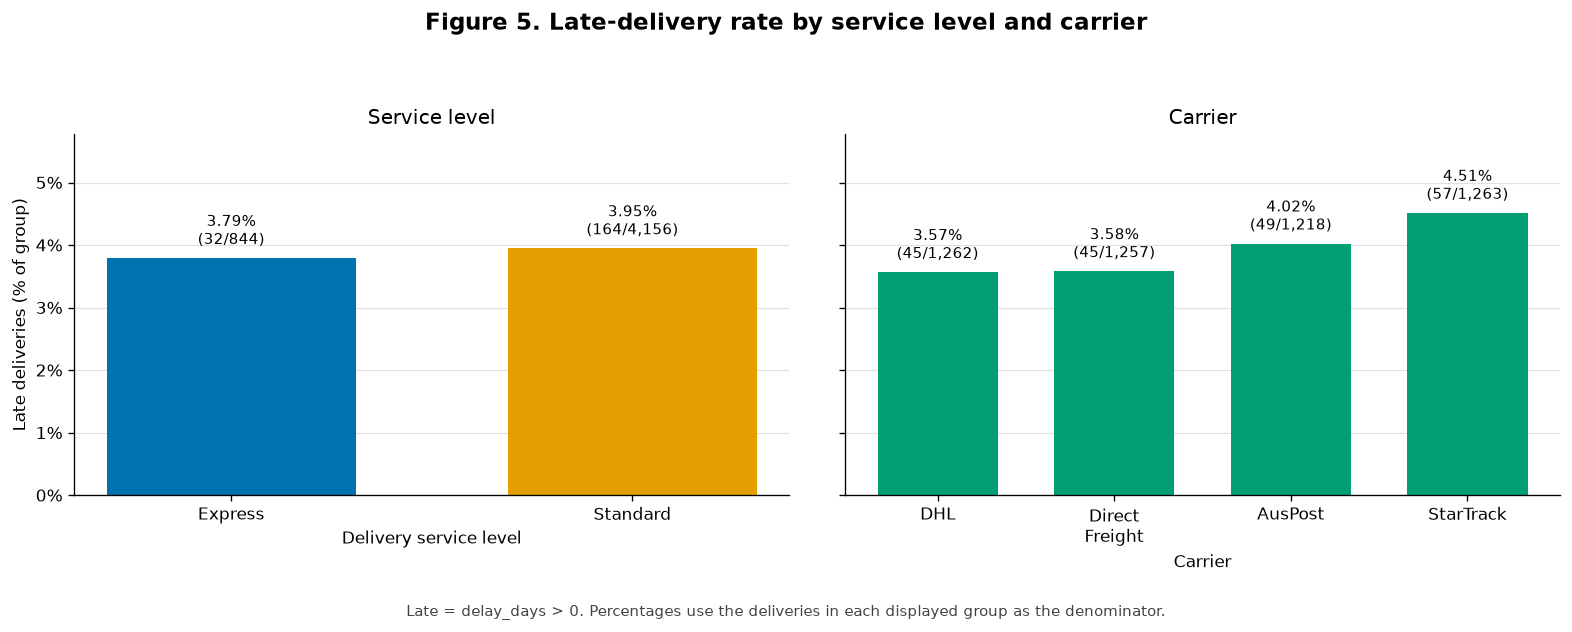 Figure 5. Late-delivery rate by service level and carrier
Service level
Late deliveries (% of group)
5%
4%
3%
2%
1%
0%
3.79%
(32/844)
3.95%
(164/4,156)
Express
Standard
Delivery service level
Carrier
3.57%
(45/1,262)
3.58%
(45/1,257)
4.02%
(49/1,218)
4.51%
(57/1,263)
DHL
Direct
Freight
AusPost
StarTrack
Carrier
Late = delay_days > 0. Percentages use the deliveries in each displayed group as the denominator.